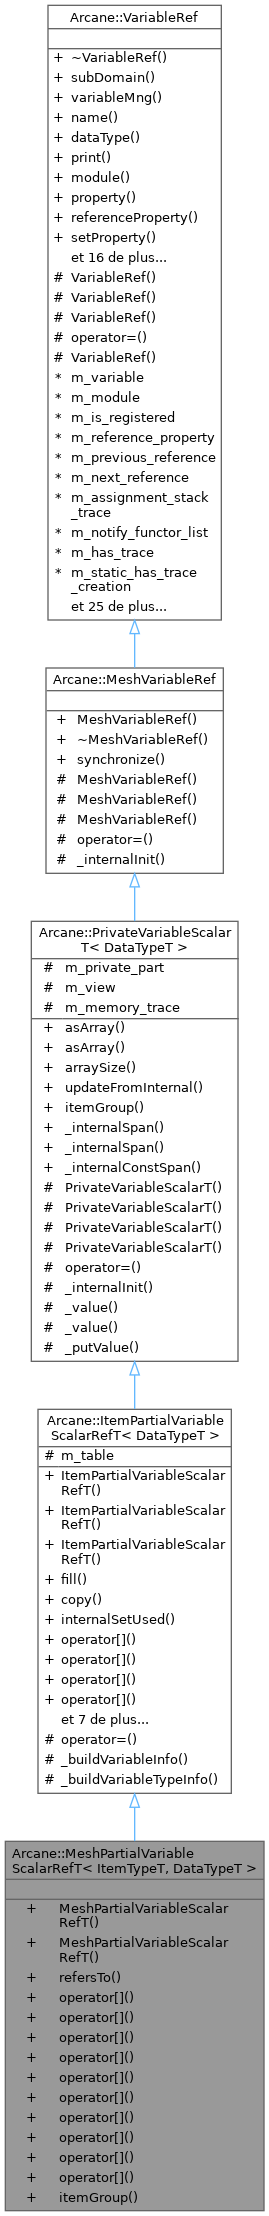 Arcane::VariableRef
+ ~VariableRef()
+ subDomain()
+ variableMng()
+ name()
+ dataType()
+ print()
+ module()
+ property()
+ referenceProperty()
+ setProperty()
et 16 de plus...
# VariableRef()
# VariableRef()
# VariableRef()
# operator=()
# VariableRef()
* m_variable
* m_module
* m_is_registered
* m_reference_property
* m_previous_reference
* m_next_reference
* m_assignment_stack
_trace
* m_notify_functor_list
* m_has_trace
* m_static_has_trace
_creation
et 25 de plus...
Arcane::MeshVariableRef
+ MeshVariableRef()
+ ~MeshVariableRef()
+ synchronize()
# MeshVariableRef()
# MeshVariableRef()
# MeshVariableRef()
# operator=()
# _internalInit()
Arcane::PrivateVariableScalar
T< DataTypeT >
# m_private_part
# m_view
# m_memory_trace
+ asArray()
+ asArray()
+ arraySize()
+ updateFromInternal()
+ itemGroup()
+ _internalSpan()
+ _internalSpan()
+ _internalConstSpan()
# PrivateVariableScalarT()
# PrivateVariableScalarT()
# PrivateVariableScalarT()
# PrivateVariableScalarT()
# operator=()
# _internalInit()
# _value()
# _value()
# _putValue()
Arcane::ItemPartialVariable
ScalarRefT< DataTypeT >
# m_table
+ ItemPartialVariableScalar
RefT()
+ ItemPartialVariableScalar
RefT()
+ ItemPartialVariableScalar
RefT()
+ fill()
+ copy()
+ internalSetUsed()
+ operator[]()
+ operator[]()
+ operator[]()
+ operator[]()
et 7 de plus...
# operator=()
# _buildVariableInfo()
# _buildVariableTypeInfo()
Arcane::MeshPartialVariable
ScalarRefT< ItemTypeT, DataTypeT >
+ MeshPartialVariableScalar
RefT()
+ MeshPartialVariableScalar
RefT()
+ refersTo()
+ operator[]()
+ operator[]()
+ operator[]()
+ operator[]()
+ operator[]()
+ operator[]()
+ operator[]()
+ operator[]()
+ operator[]()
+ operator[]()
+ itemGroup()